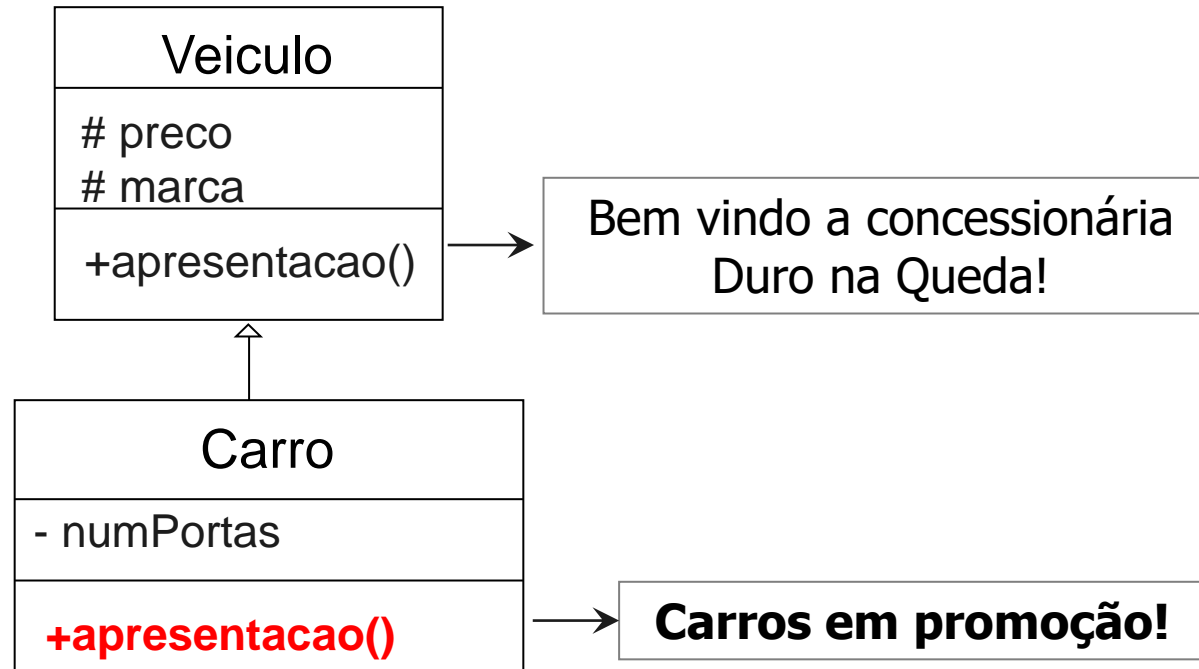 Veiculo
# preco
# marca
+apresentacao()
Bem vindo a concessionária
Duro na Queda!
Carro
- numPortas
+apresentacao()
Carros em promoção!